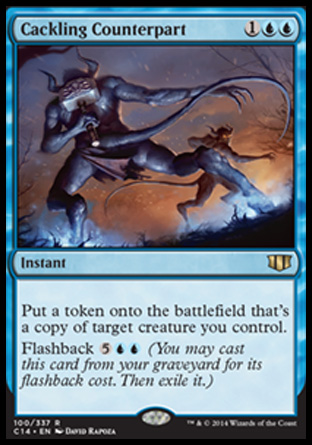 Cackling Counterpart 1
Instant
Put a token onto the battlefield that's
a copy of target creature you control.
Flashback 5 (You may cast
this card from your graveyard for its
flashback cost. Then exile it.)
100/337 R
C14 • EN DAVID RAPOZA
™ & © 2014 Wizards of the Coast